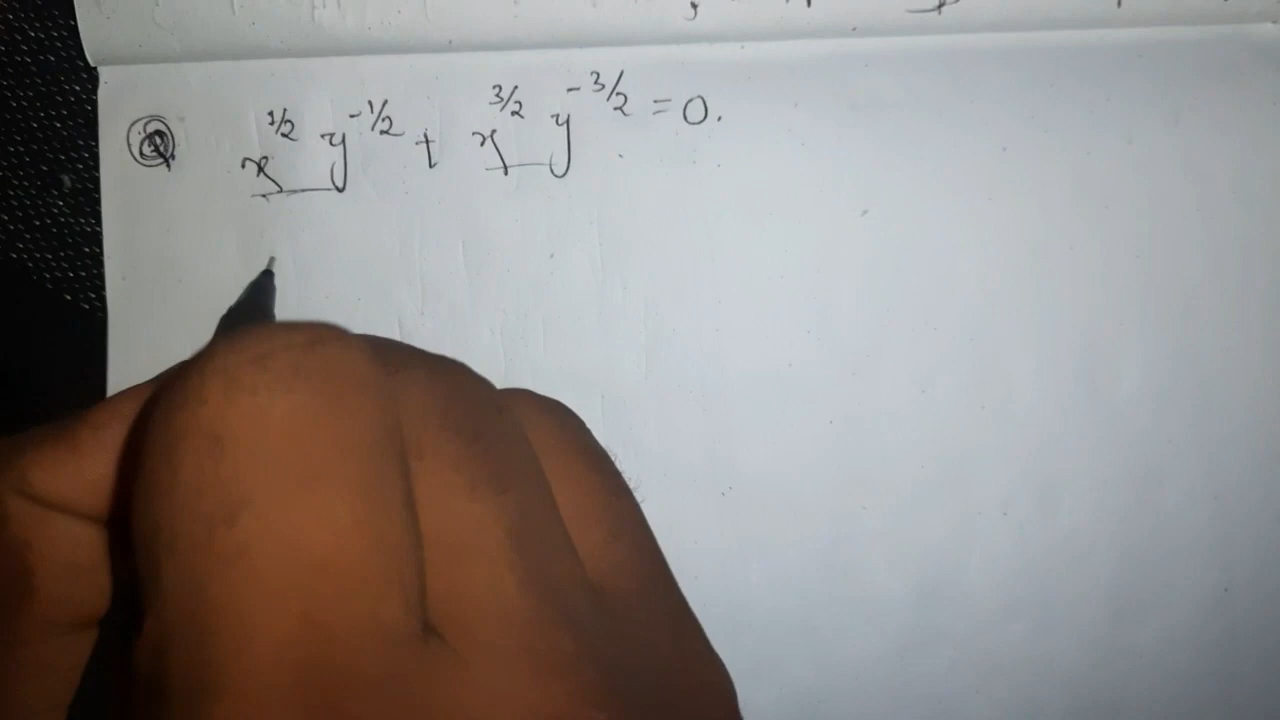 x^{1/2} y^{-1/2} + x^{3/2} y^{-3/2} = 0.